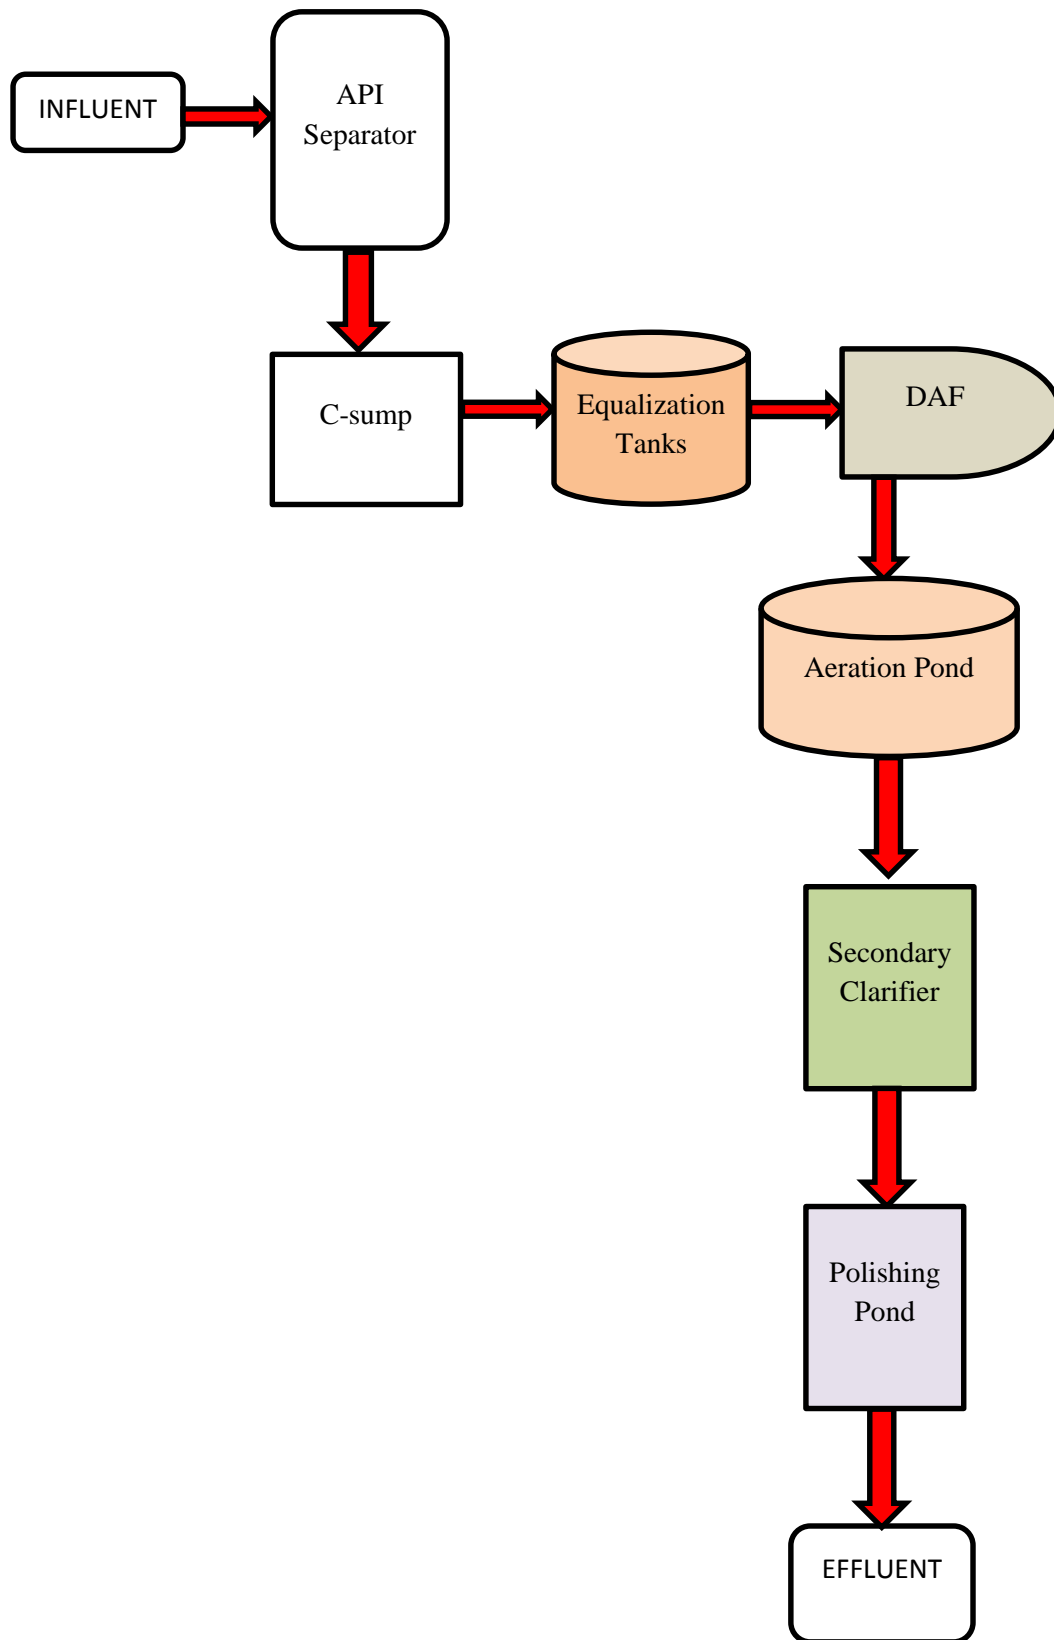 INFLUENT
API
Separator
C-sump
Equalization
Tanks
DAF
Aeration Pond
Secondary
Clarifier
Polishing
Pond
EFFLUENT